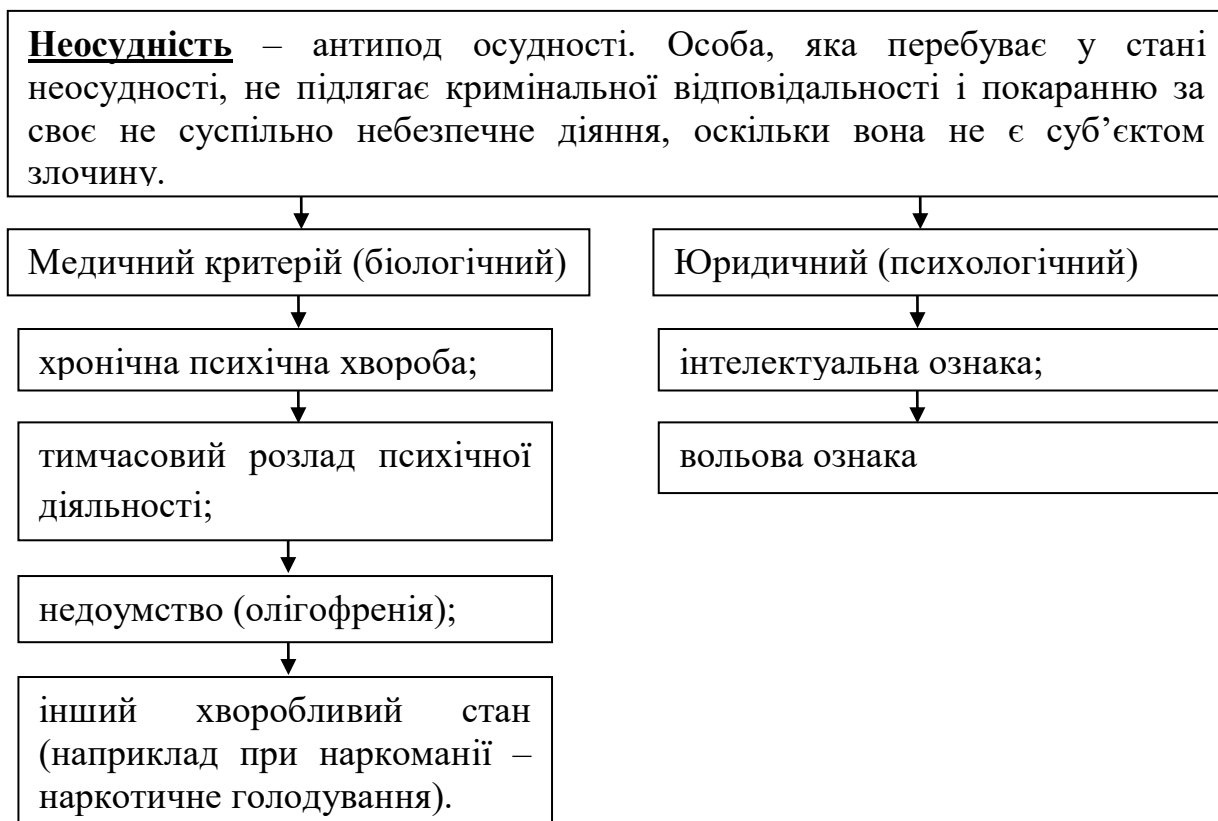 Неосудність – антипод осудності. Особа, яка перебуває у стані
неосудності, не підлягає кримінальної відповідальності і покаранню за
своє не суспільно небезпечне діяння, оскільки вона не є суб’єктом
злочину.
Медичний критерій (біологічний)
Юридичний (психологічний)
хронічна психічна хвороба;
інтелектуальна ознака;
тимчасовий розлад психічної
діяльності;
вольова ознака
недоумство (олігофренія);
інший хворобливий стан
(наприклад при наркоманії –
наркотичне голодування).